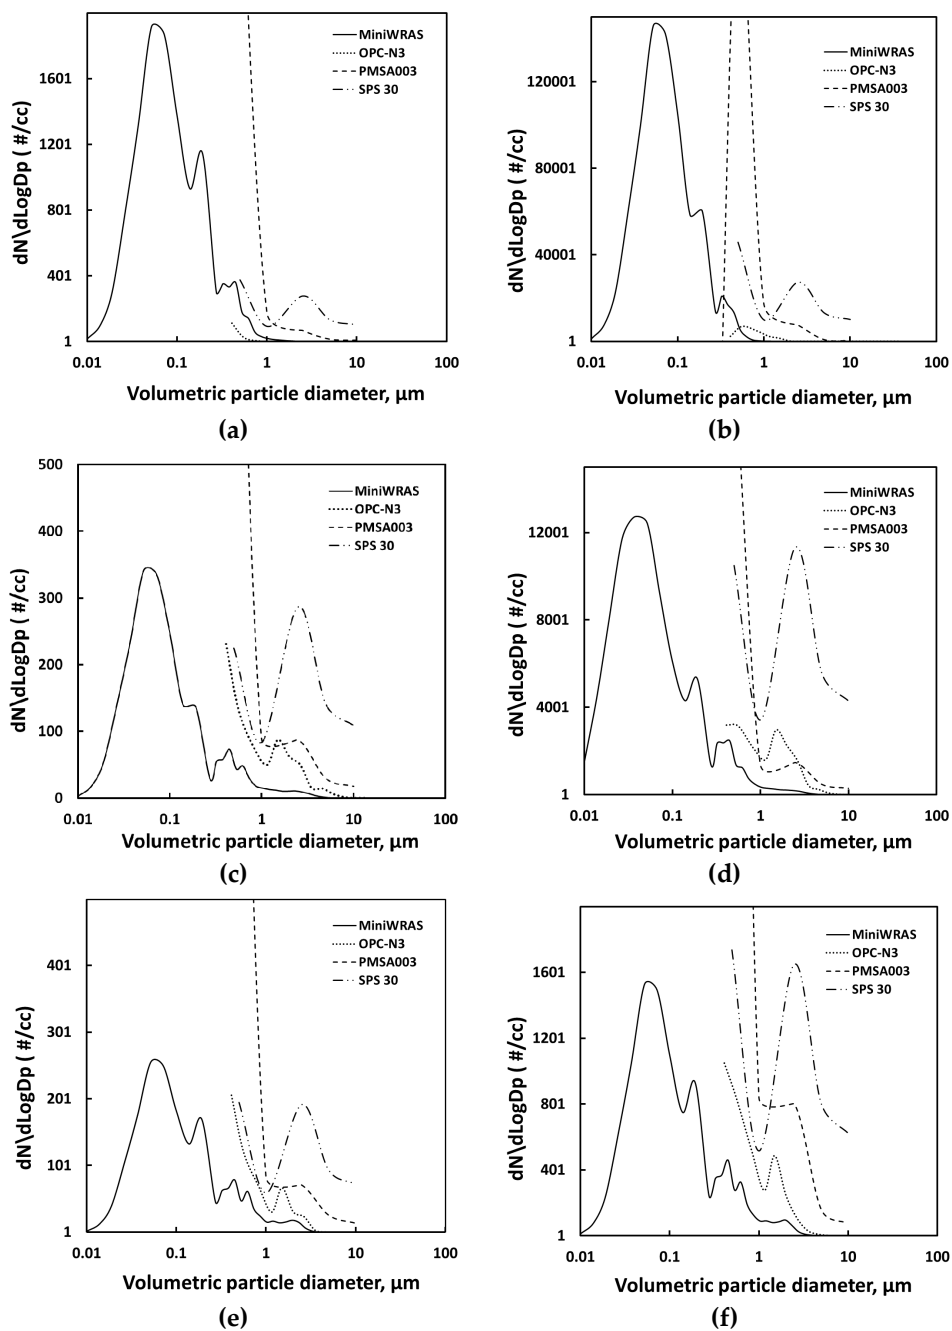 dN\dLogDp ( #/cc)
1601
1201
801
401
1
0.01 0.1 1 10 100
MiniWRAS
OPC-N3
PMSA003
SPS 30
Volumetric particle diameter, µm
(a)
dN\dLogDp ( #/cc)
120001
80001
40001
1
0.01 0.1 1 10 100
MiniWRAS
OPC-N3
PMSA003
SPS 30
Volumetric particle diameter, µm
(b)
dN\dLogDp ( #/cc)
500
400
300
200
100
0
0.01 0.1 1 10 100
MiniWRAS
OPC-N3
PMSA003
SPS 30
Volumetric particle diameter, µm
(c)
dN\dLogDp ( #/cc)
12001
8001
4001
1
0.01 0.1 1 10 100
MiniWRAS
OPC-N3
PMSA003
SPS 30
Volumetric particle diameter, µm
(d)
dN\dLogDp ( #/cc)
401
301
201
101
1
0.01 0.1 1 10 100
MiniWRAS
OPC-N3
PMSA003
SPS 30
Volumetric particle diameter, µm
(e)
dN\dLogDp ( #/cc)
1601
1201
801
401
1
0.01 0.1 1 10 100
MiniWRAS
OPC-N3
PMSA003
SPS 30
Volumetric particle diameter, µm
(f)